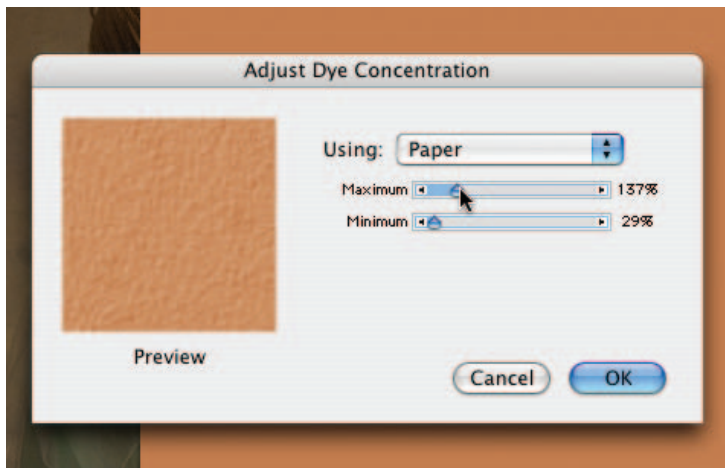 Adjust Dye Concentration
Using: Paper
Maximum 137%
Minimum 29%
Preview
Cancel OK